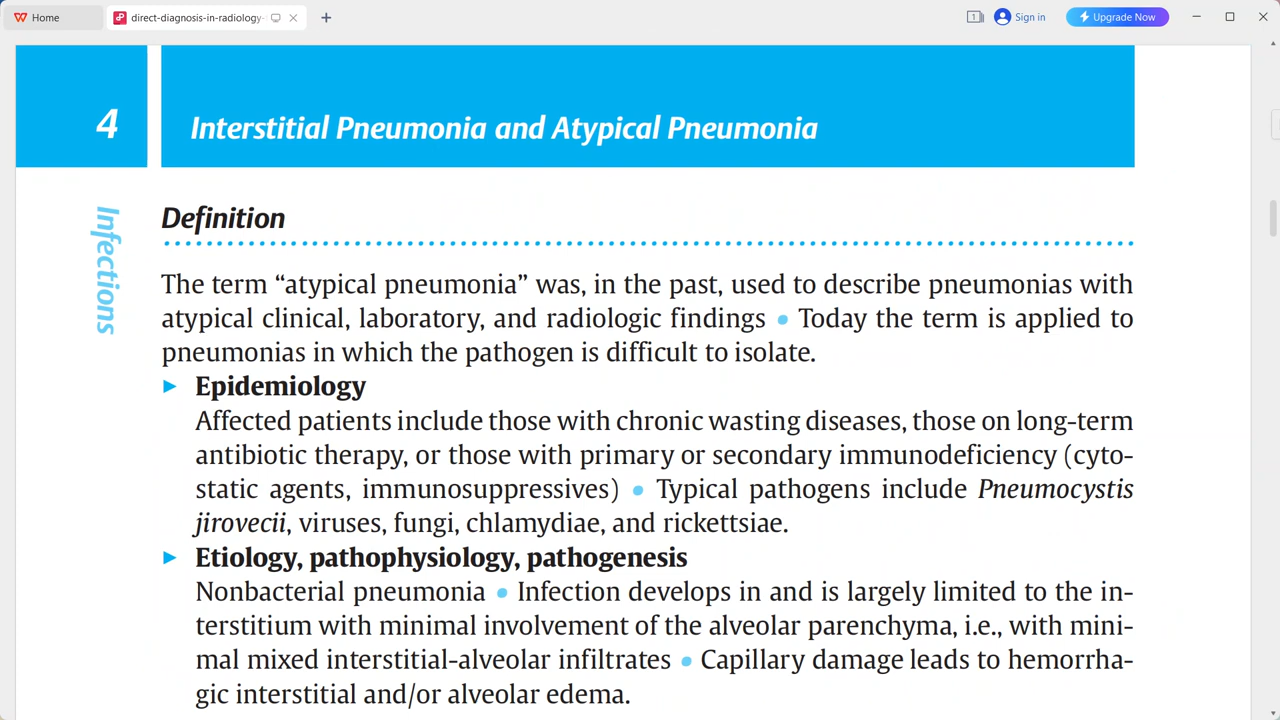 Home
direct-diagnosis-in-radiology-
1
Sign in
Upgrade Now
4
Interstitial Pneumonia and Atypical Pneumonia
Infections
Definition
The term “atypical pneumonia” was, in the past, used to describe pneumonias with
atypical clinical, laboratory, and radiologic findings • Today the term is applied to
pneumonias in which the pathogen is difficult to isolate.
► Epidemiology
Affected patients include those with chronic wasting diseases, those on long-term
antibiotic therapy, or those with primary or secondary immunodeficiency (cyto-
static agents, immunosuppressives) • Typical pathogens include Pneumocystis
jirovecii, viruses, fungi, chlamydiae, and rickettsiae.
► Etiology, pathophysiology, pathogenesis
Nonbacterial pneumonia • Infection develops in and is largely limited to the in-
terstitium with minimal involvement of the alveolar parenchyma, i.e., with mini-
mal mixed interstitial-alveolar infiltrates • Capillary damage leads to hemorrha-
gic interstitial and/or alveolar edema.